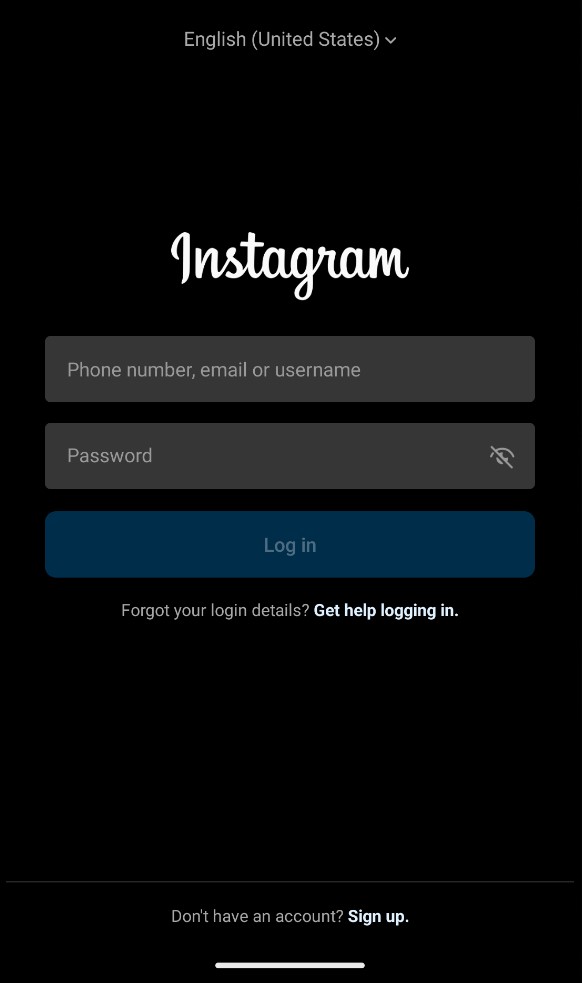 English (United States)
Instagram
Phone number, email or username
Password
Log in
Forgot your login details? Get help logging in.
Don't have an account? Sign up.